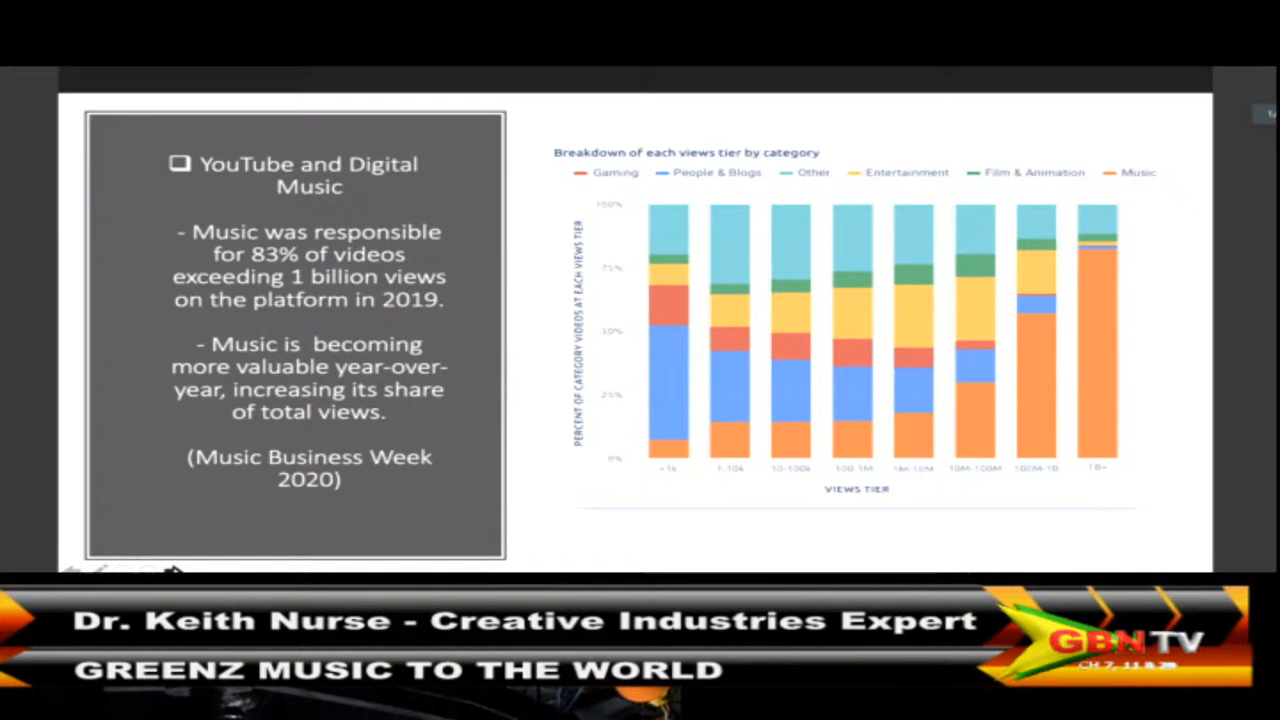 YouTube and Digital
Music
- Music was responsible
for 83% of videos
exceeding 1 billion views
on the platform in 2019.
- Music is becoming
more valuable year-over-
year, increasing its share
of total views.
(Music Business Week
2020)
Breakdown of each views tier by category
Gaming People & Blogs Other Entertainment Film & Animation Music
PERCENT OF CATEGORY VIDEOS AT EACH VIEWS TIER
100%
75%
50%
25%
0%
<1k 1-10k 10-100k 100-1M 1M-10M 10M-100M 100M-1B 1B+
VIEWS TIER
Dr. Keith Nurse - Creative Industries Expert
GREENZ MUSIC TO THE WORLD
GBN TV
CH 7, 11 &